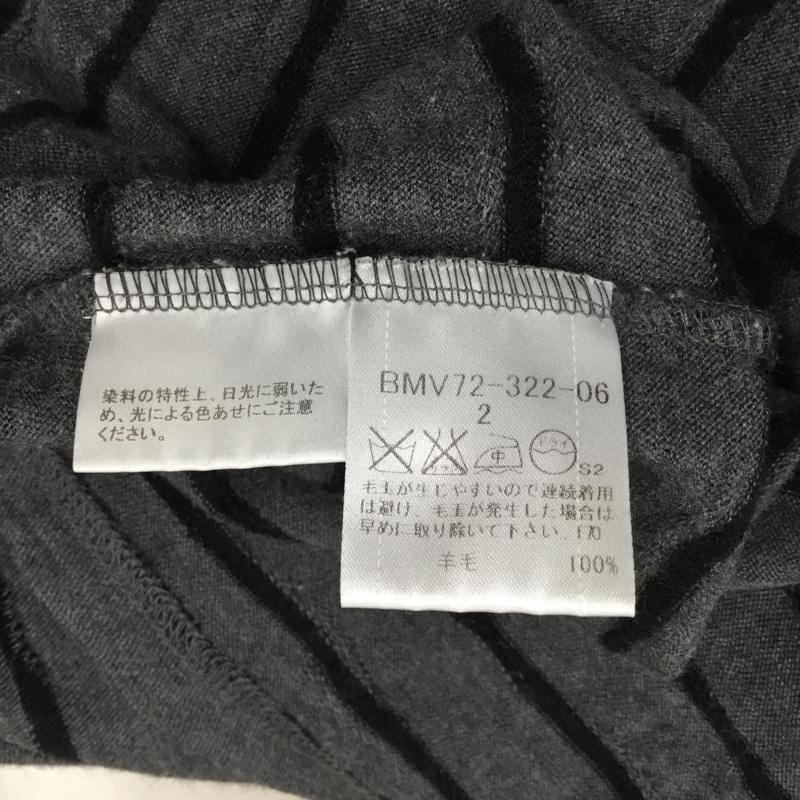 染料の特性上、日光に弱いた
め、光による色あせにご注意
ください。
BMV72-322-06
2
中
ドライ
S2
毛玉が生じやすいので連続着用
は避け、毛玉が発生した場合は
早めに取り除いて下さい。F70
羊毛 100%